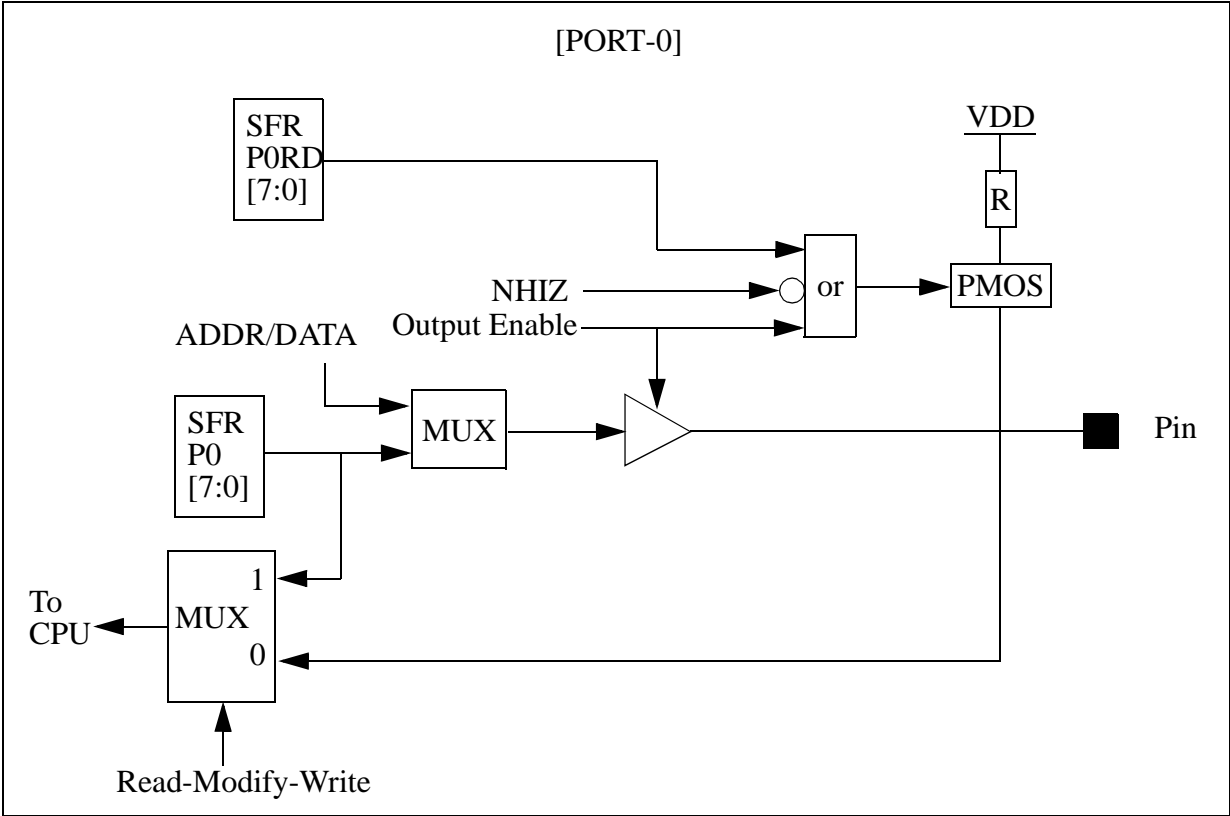 [PORT-0]
SFR
P0RD
[7:0]
VDD
R
NHIZ
or
PMOS
Output Enable
ADDR/DATA
SFR
P0
[7:0]
MUX
Pin
1
MUX
0
To
CPU
Read-Modify-Write